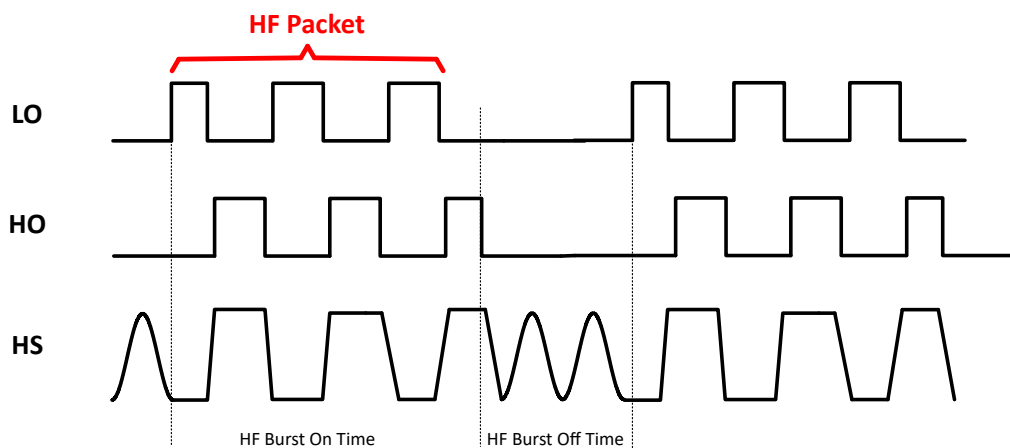 HF Packet
LO
HO
HS
HF Burst On Time
HF Burst Off Time